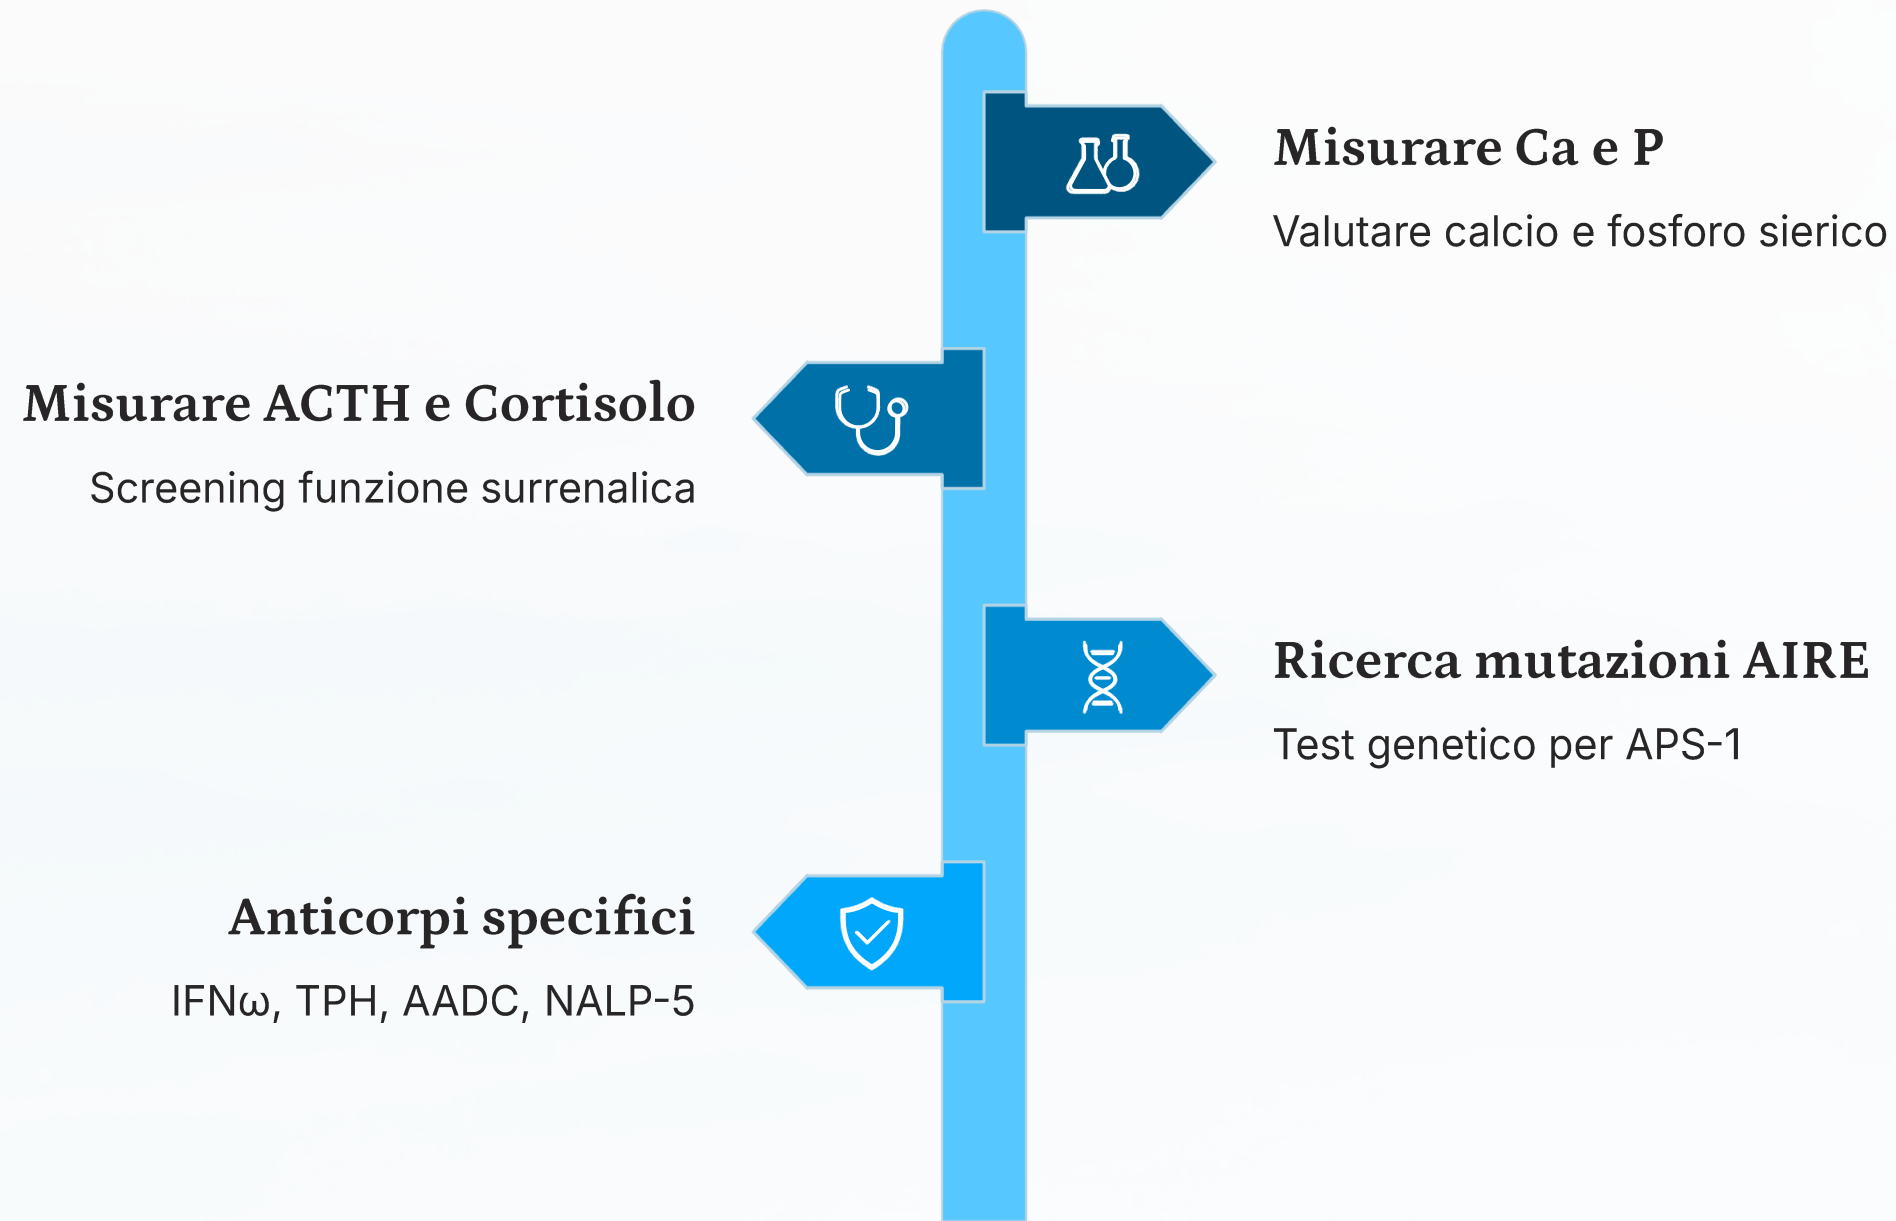 Misurare Ca e P
Valutare calcio e fosforo sierico
Misurare ACTH e Cortisolo
Screening funzione surrenalica
Ricerca mutazioni AIRE
Test genetico per APS-1
Anticorpi specifici
IFNω, TPH, AADC, NALP-5